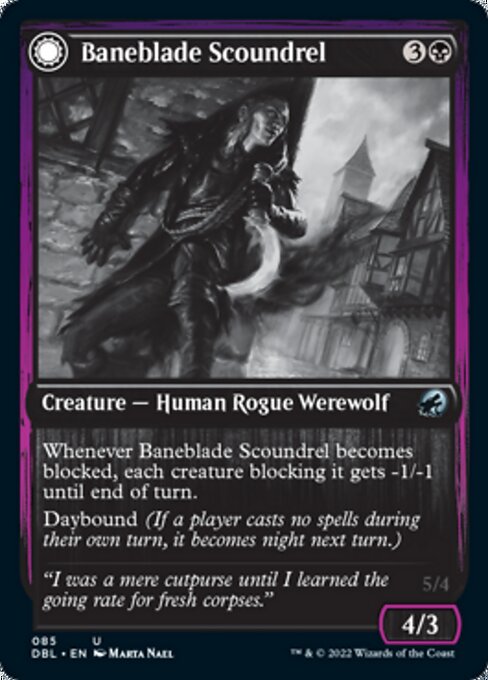 Baneblade Scoundrel 3
Creature — Human Rogue Werewolf
Whenever Baneblade Scoundrel becomes
blocked, each creature blocking it gets -1/-1
until end of turn.
Daybound (If a player casts no spells during
their own turn, it becomes night next turn.)
“I was a mere cutpurse until I learned the
going rate for fresh corpses.”
5/4
4/3
085 U
DBL • EN Marta Nael
™ & © 2022 Wizards of the Coast